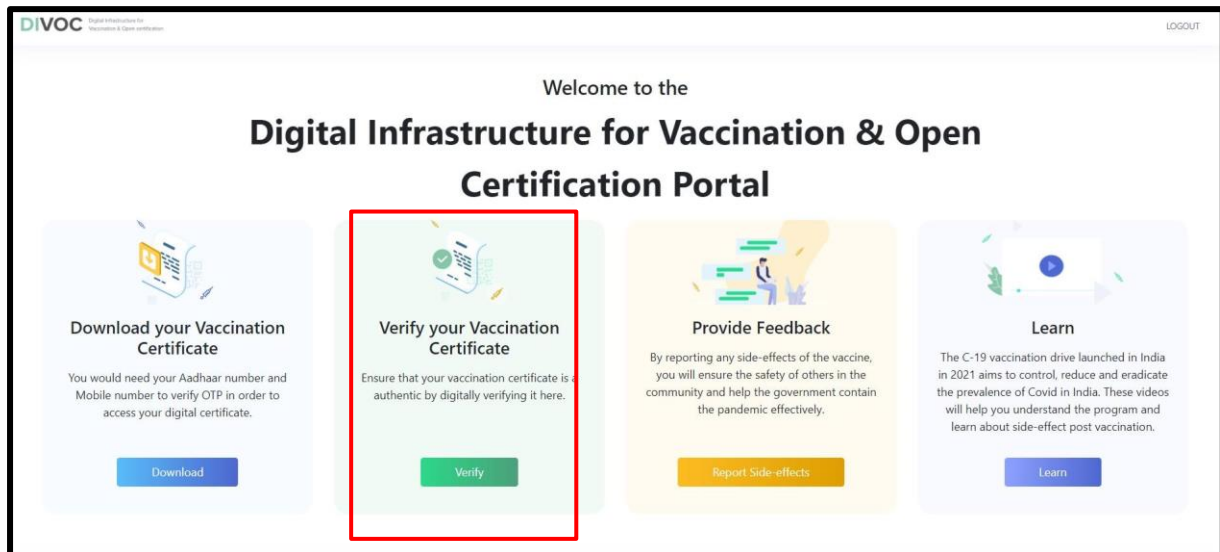 DIVOC
Digital Infrastructure for
Vaccination & Open certification
LOGOUT
Welcome to the
Digital Infrastructure for Vaccination & Open
Certification Portal
Download your Vaccination
Certificate
You would need your Aadhaar number and
Mobile number to verify OTP in order to
access your digital certificate.
Download
Verify your Vaccination
Certificate
Ensure that your vaccination certificate is a
authentic by digitally verifying it here.
Verify
Provide Feedback
By reporting any side-effects of the vaccine,
you will ensure the safety of others in the
community and help the government contain
the pandemic effectively.
Report Side-effects
Learn
The C-19 vaccination drive launched in India
in 2021 aims to control, reduce and eradicate
the prevalence of Covid in India. These videos
will help you understand the program and
learn about side-effect post vaccination.
Learn